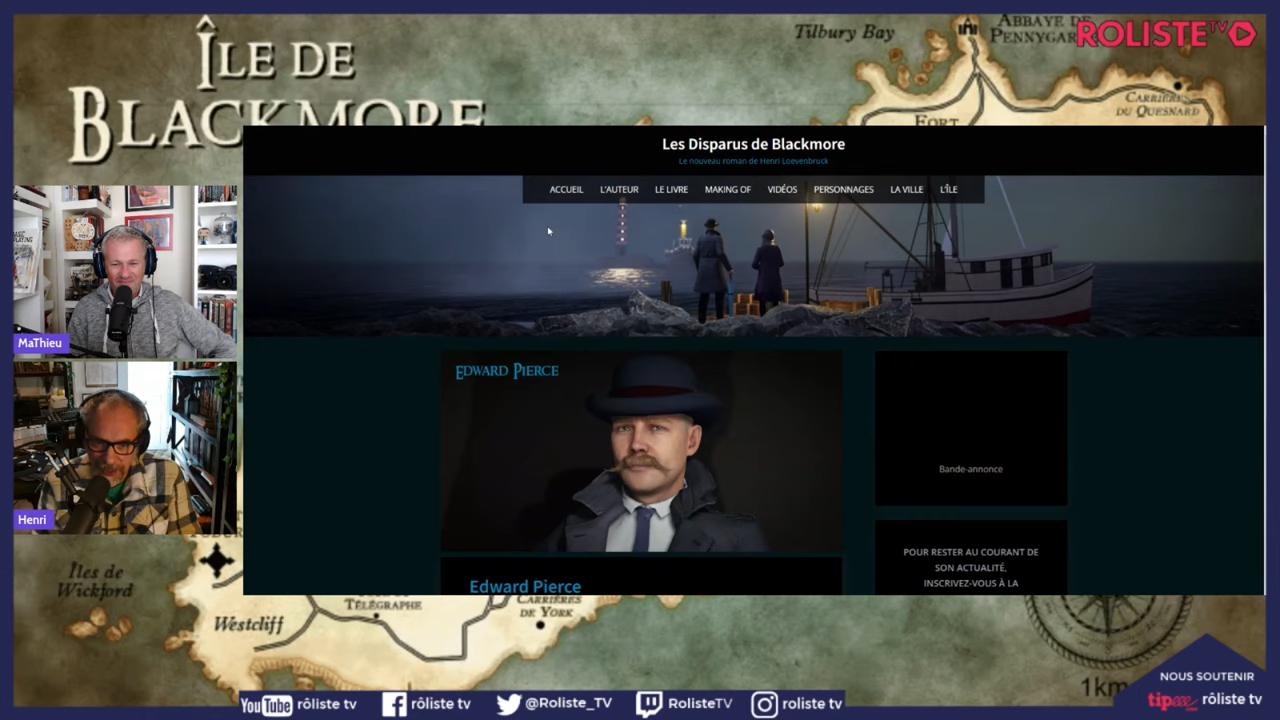 ÎLE DE
BLACKMORE
Tilbury Bay
ABBAYE DE
PENNYGAR
ROLISTE TV
CARRIÈRES
DU QUESNARD
FORT
Les Disparus de Blackmore
Le nouveau roman de Henri Loevenbruck
ACCUEIL L'AUTEUR LE LIVRE MAKING OF VIDÉOS PERSONNAGES LA VILLE L'ÎLE
MaThieu
Henri
EDWARD PIERCE
Bande-annonce
POUR RESTER AU COURANT DE
SON ACTUALITÉ,
INSCRIVEZ-VOUS À LA
Edward Pierce
Îles de
Wickford
TÉLÉGRAPHE
CARRIÈRES
DE YORK
Westcliff
1km
NOUS SOUTENIR
tipeee rôliste tv
YouTube rôliste tv
rôliste tv
@Roliste_TV
RolisteTV
rôliste tv